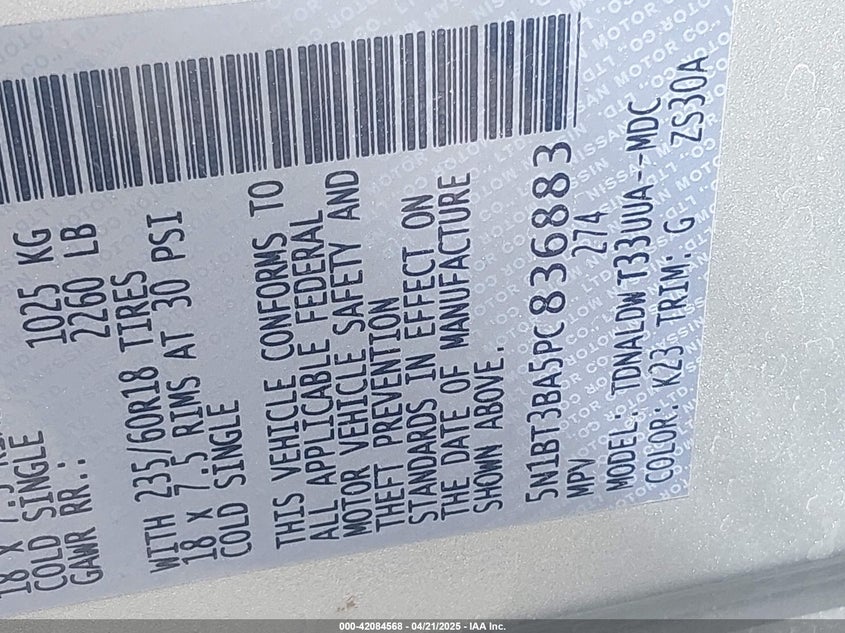 18 X 7.5
COLD SINGLE
GAWR RR.: 1025 KG
2260 LB
WITH 235/60R18 TIRES
18 X 7.5 RIMS AT 30 PSI
COLD SINGLE
THIS VEHICLE CONFORMS TO
ALL APPLICABLE FEDERAL
MOTOR VEHICLE SAFETY AND
THEFT PREVENTION
STANDARDS IN EFFECT ON
THE DATE OF MANUFACTURE
SHOWN ABOVE.
5N1BT3BA5PC836883
MPV 274
MODEL: TDNALDWT33UUA--MDC
COLOR: K23 TRIM: G ZS30A
000-42084568 - 04/21/2025 - IAA Inc.